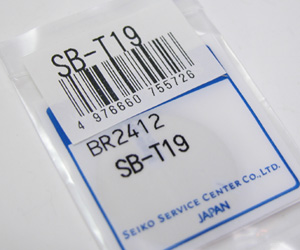 SB-T19
4 976660 755726
BR2412
SB-T19
SEIKO SERVICE CENTER CO., LTD.
JAPAN